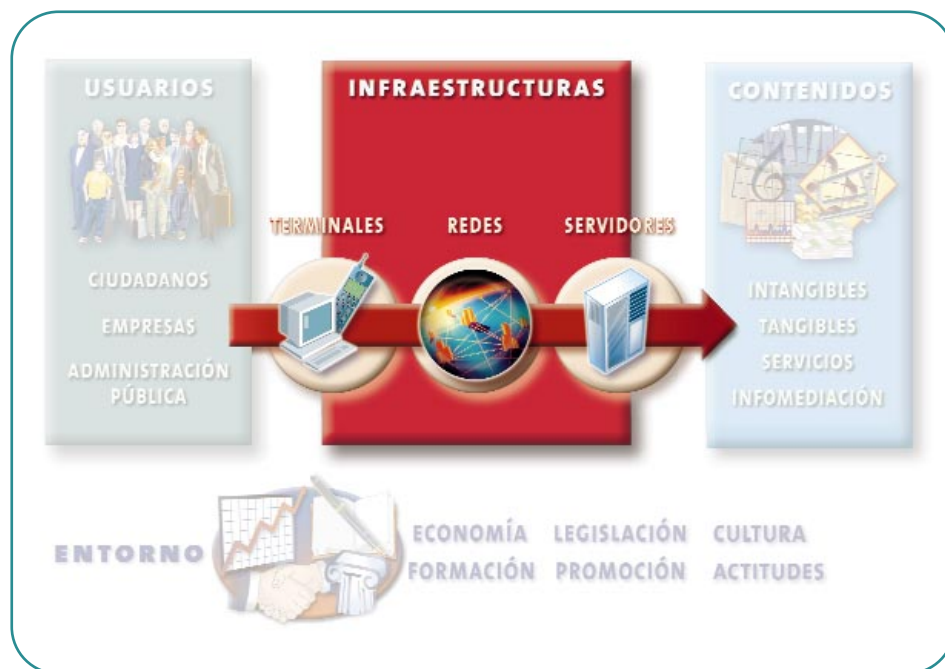 USUARIOS
CIUDADANOS
EMPRESAS
ADMINISTRACIÓN
PÚBLICA
INFRAESTRUCTURAS
TERMINALES REDES SERVIDORES
CONTENIDOS
INTANGIBLES
TANGIBLES
SERVICIOS
INFOMEDIACIÓN
ENTORNO
ECONOMÍA LEGISLACIÓN CULTURA
FORMACIÓN PROMOCIÓN ACTITUDES